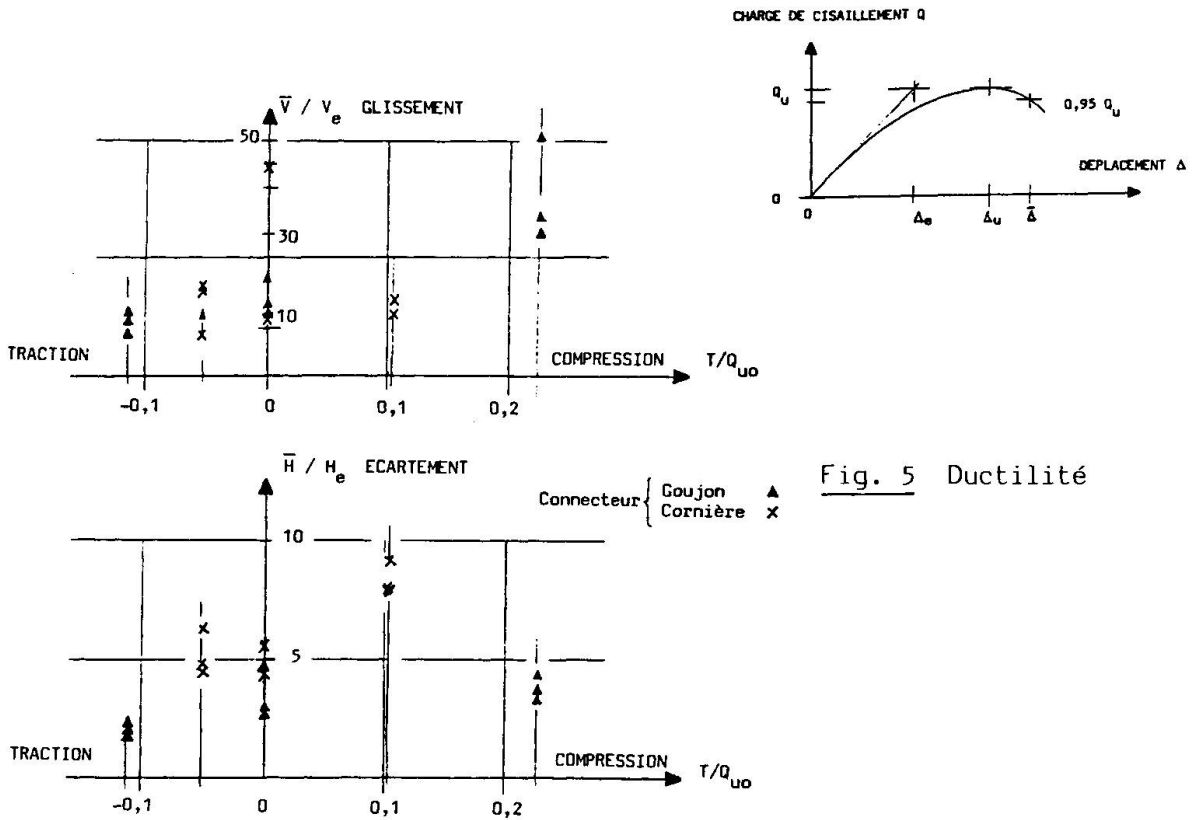 CHARGE DE CISAILLEMENT Q
Q_u
0,95 Q_u
DEPLACEMENT Δ
0
0
Δ_e
Δ_u
Δ̄
V̄ / V_e GLISSEMENT
50
30
10
TRACTION
COMPRESSION
T/Q_uo
-0,1
0
0,1
0,2
H̄ / H_e ECARTEMENT
10
5
TRACTION
COMPRESSION
T/Q_uo
-0,1
0
0,1
0,2
Connecteur { Goujon ▲
Cornière ×
Fig. 5 Ductilité